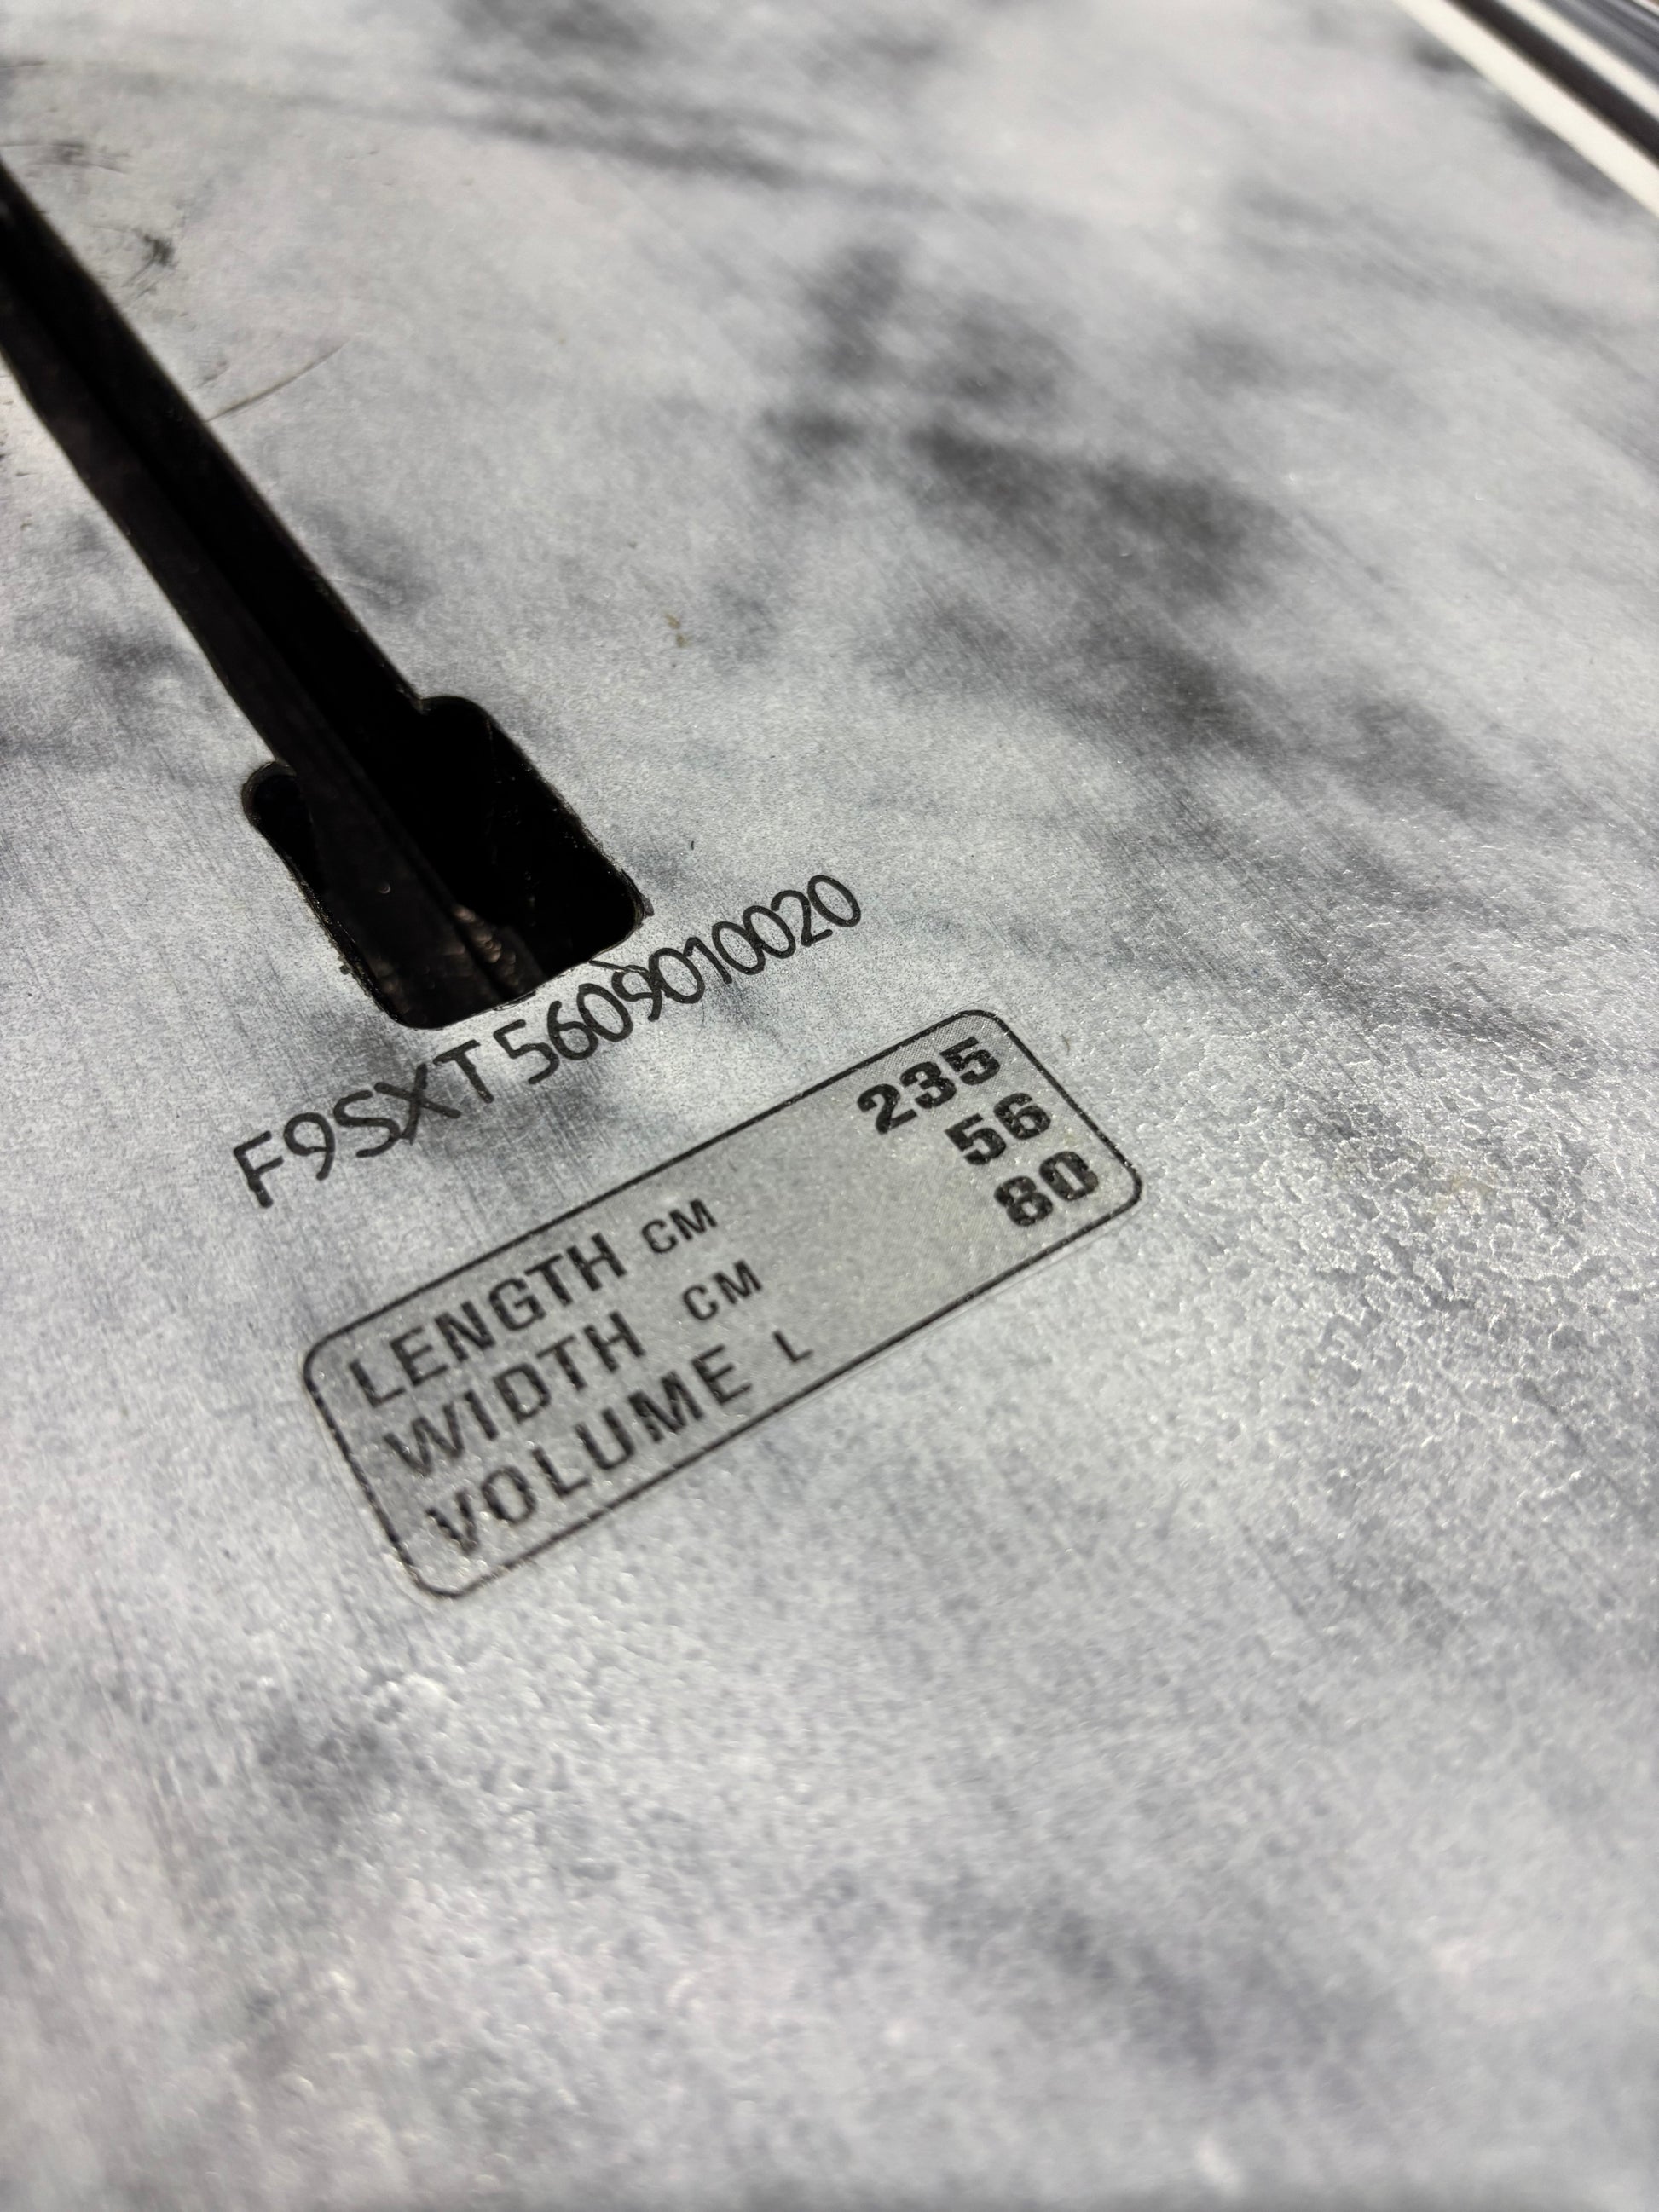 F9SXT5609010020
LENGTH CM 235
WIDTH CM 56
VOLUME L 80